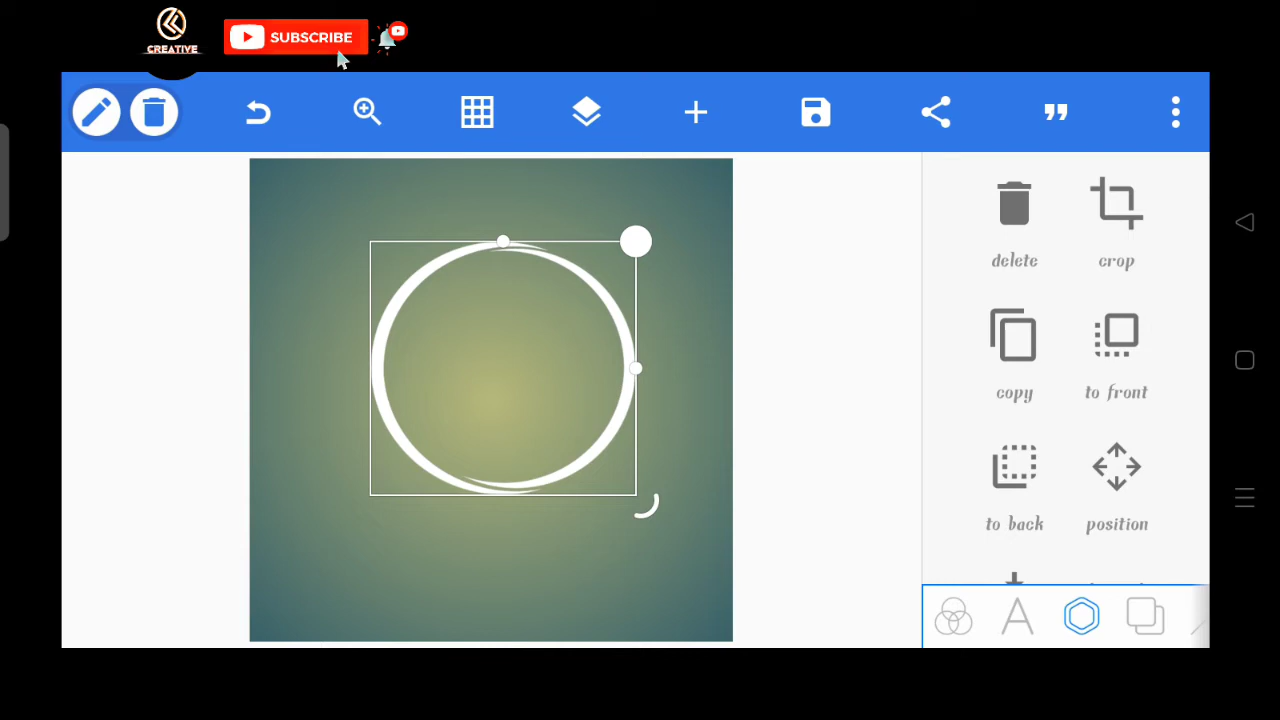 CREATIVE
SUBSCRIBE
delete crop
copy to front
to back position